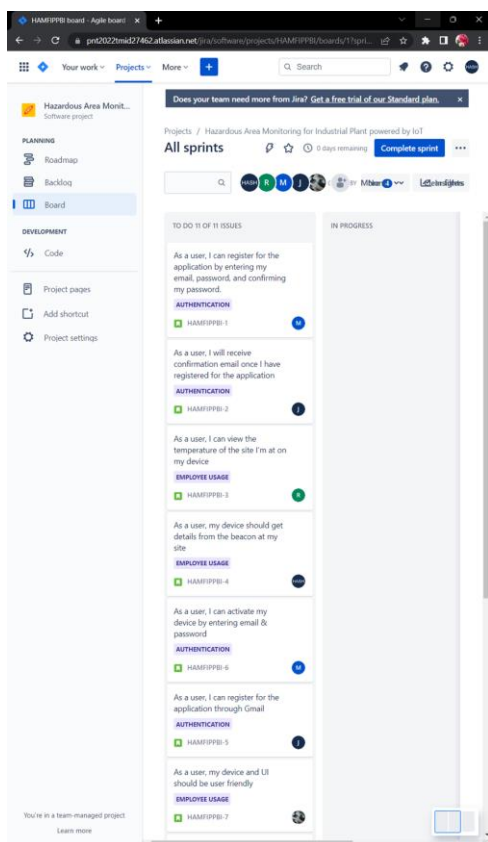 HAMFIPPBI board - Agile board
pnt2022tmid27462.atlassian.net/jira/software/projects/HAMFIPPBI/boards/1?spri...
Your work
Projects
More
Search
Hazardous Area Monit...
Software project
PLANNING
Roadmap
Backlog
Board
DEVELOPMENT
Code
Project pages
Add shortcut
Project settings
You're in a team-managed project
Learn more
Does your team need more from Jira? Get a free trial of our Standard plan.
Projects / Hazardous Area Monitoring for Industrial Plant powered by IoT
All sprints
0 days remaining
Complete sprint
HASH R M J
TO DO 11 OF 11 ISSUES
IN PROGRESS
As a user, I can register for the
application by entering my
email, password, and confirming
my password.
AUTHENTICATION
HAMFIPPBI-1
M
As a user, I will receive
confirmation email once I have
registered for the application
AUTHENTICATION
HAMFIPPBI-2
J
As a user, I can view the
temperature of the site I'm at on
my device
EMPLOYEE USAGE
HAMFIPPBI-3
R
As a user, my device should get
details from the beacon at my
site
EMPLOYEE USAGE
HAMFIPPBI-4
HASH
As a user, I can activate my
device by entering email &
password
AUTHENTICATION
HAMFIPPBI-6
M
As a user, I can register for the
application through Gmail
AUTHENTICATION
HAMFIPPBI-5
J
As a user, my device and UI
should be user friendly
EMPLOYEE USAGE
HAMFIPPBI-7